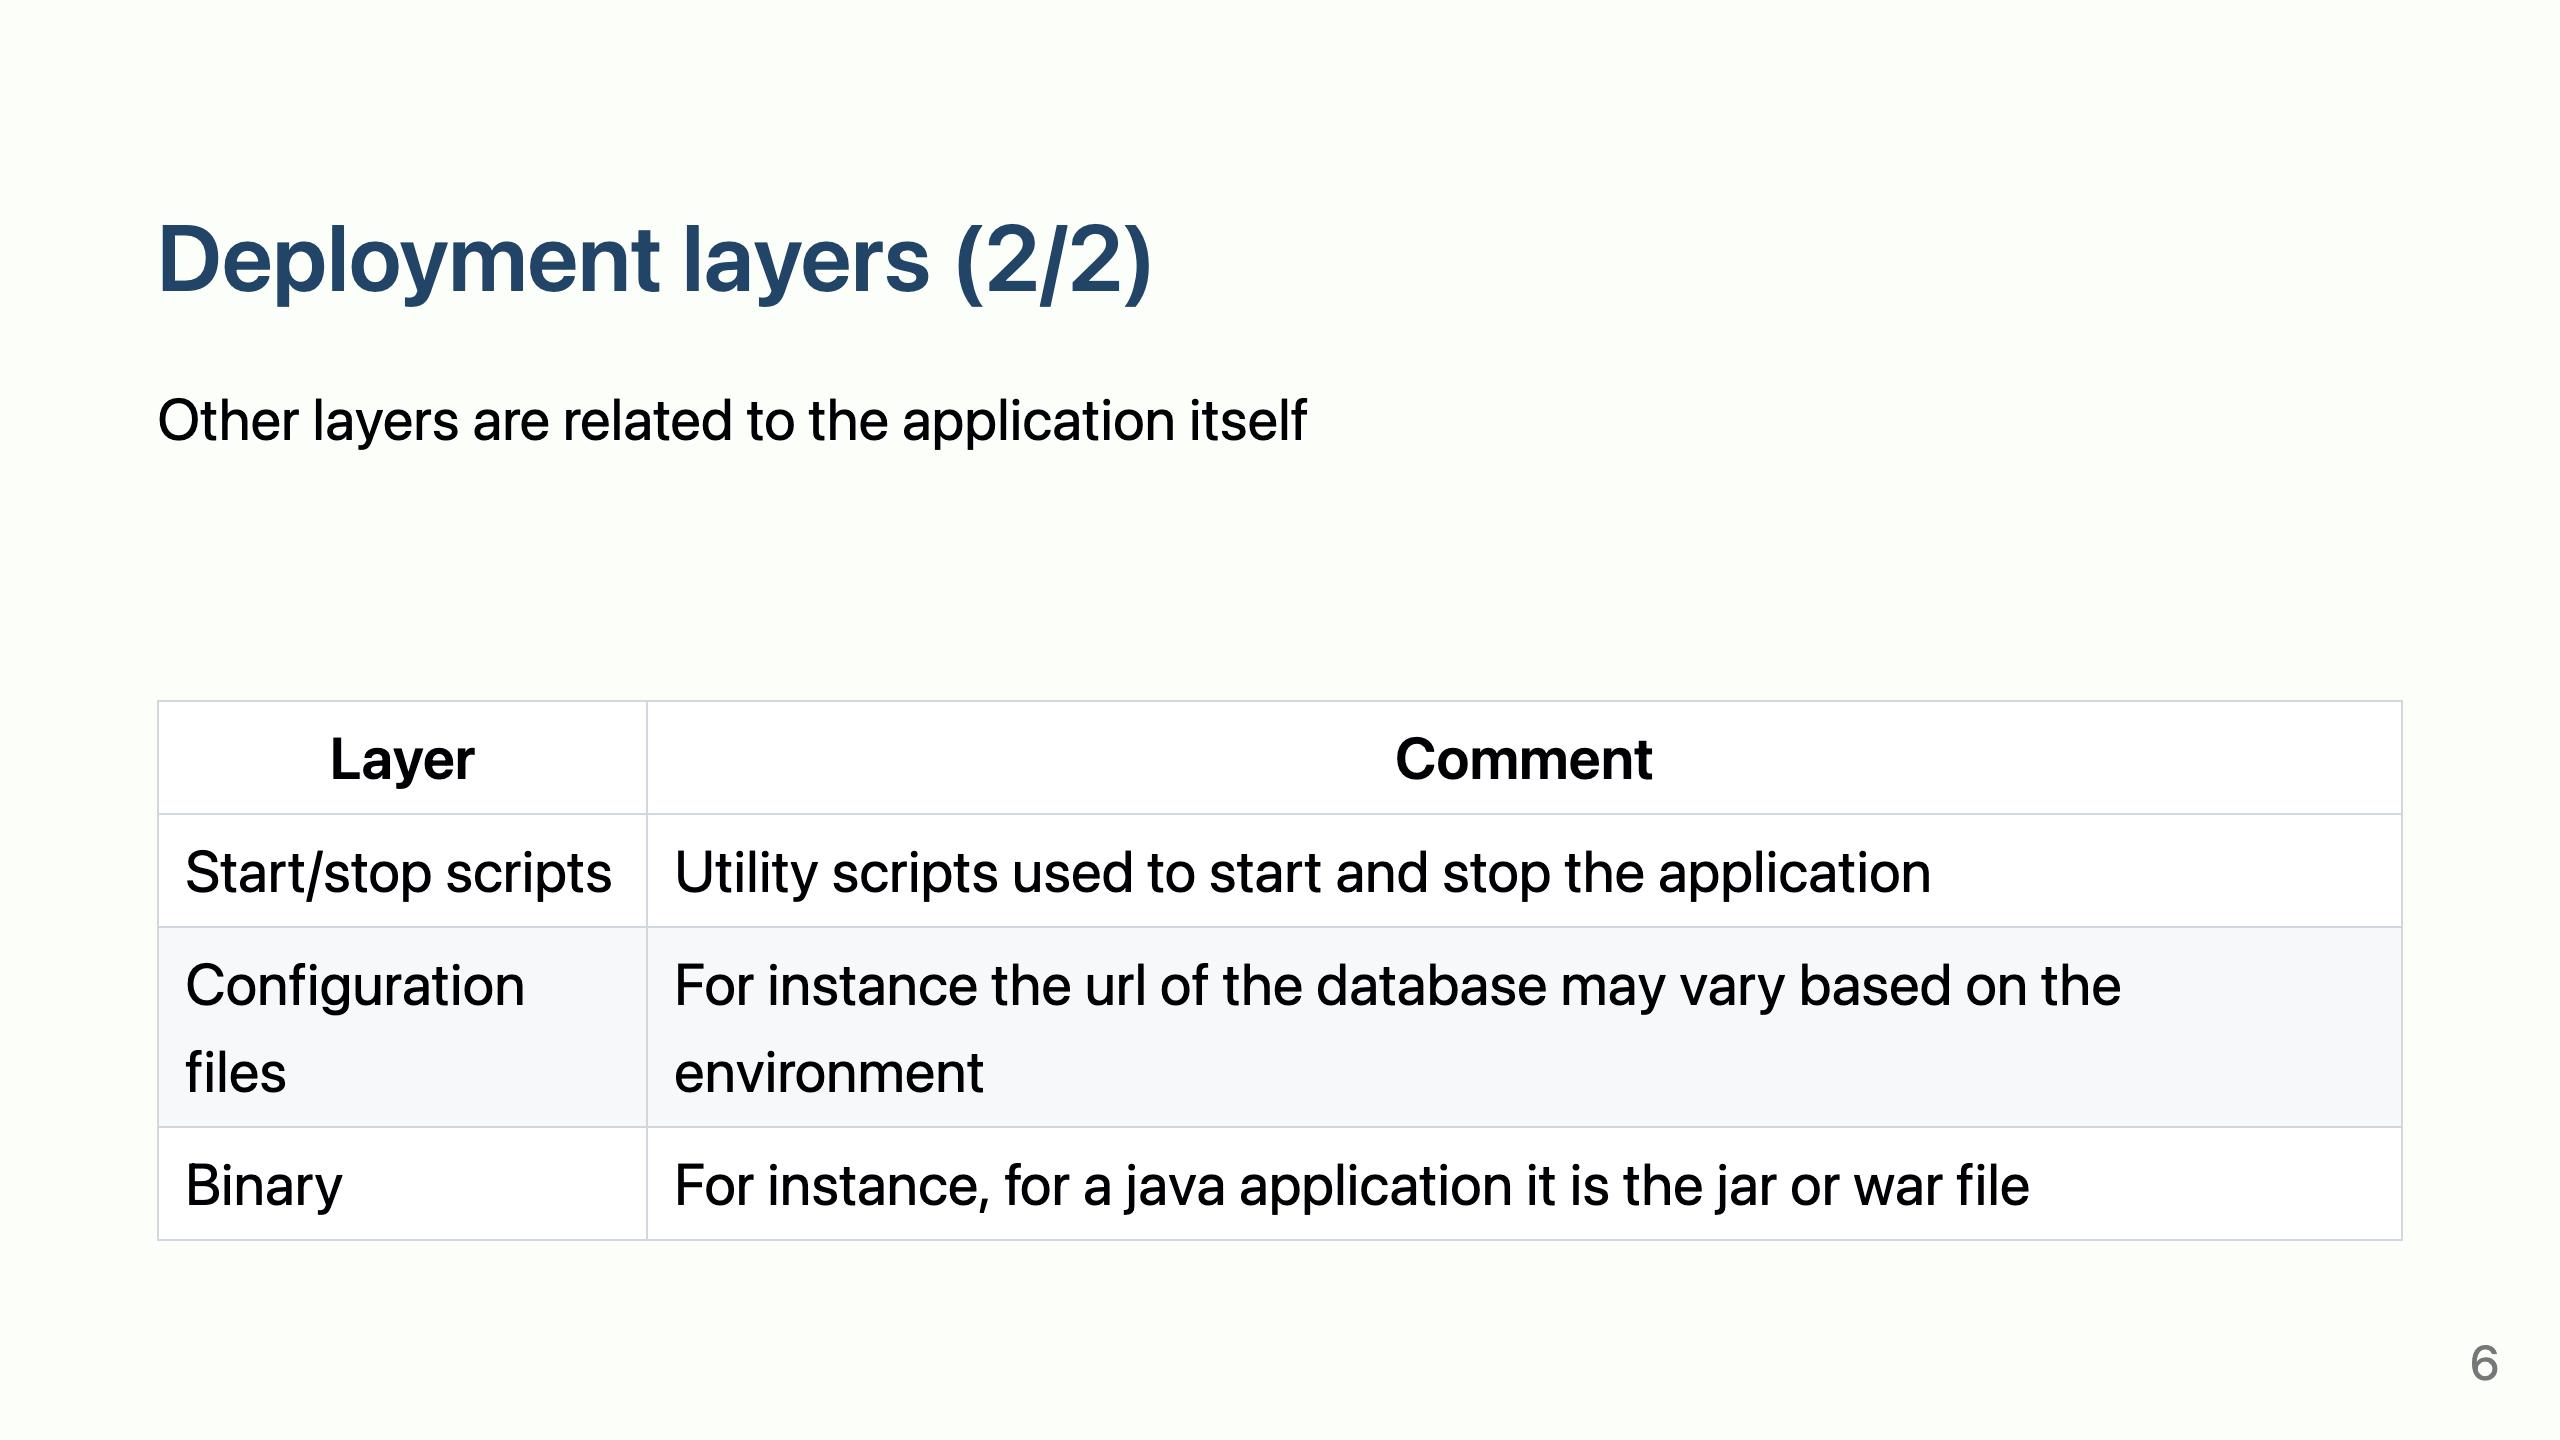 Deployment layers (2/2)
Other layers are related to the application itself
Layer
Comment
Start/stop scripts
Utility scripts used to start and stop the application
Configuration
files
For instance the url of the database may vary based on the
environment
Binary
For instance, for a java application it is the jar or war file
6